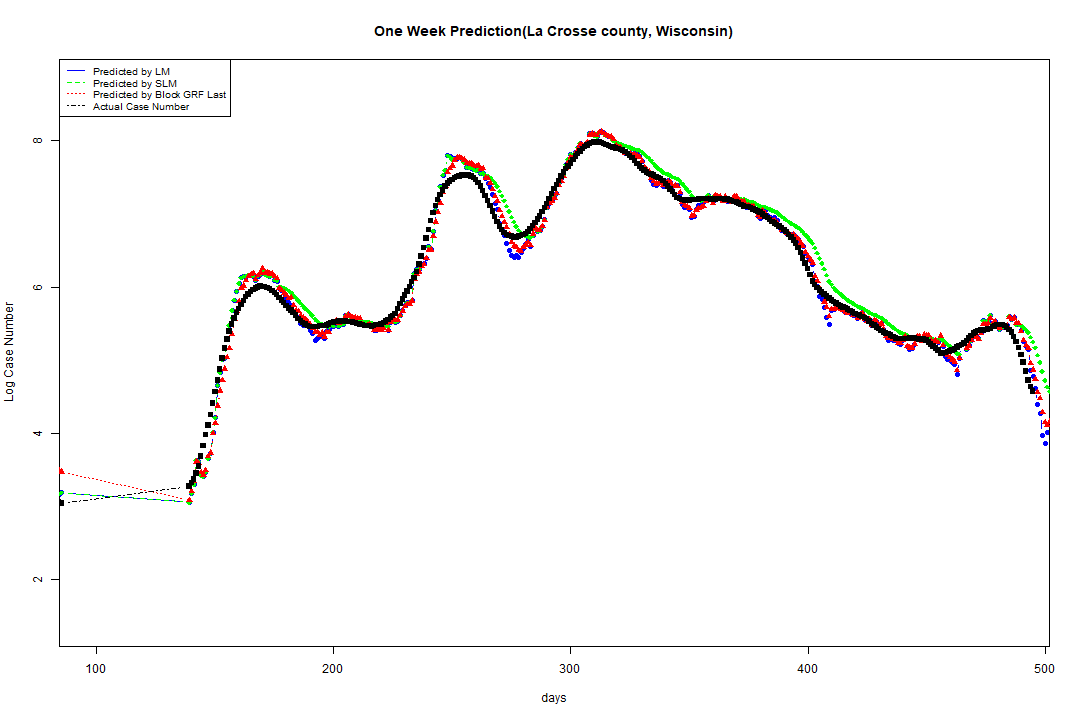 One Week Prediction(La Crosse county, Wisconsin)
Predicted by LM
Predicted by SLM
Predicted by Block GRF Last
Actual Case Number
8
6
4
2
Log Case Number
100 200 300 400 500
days